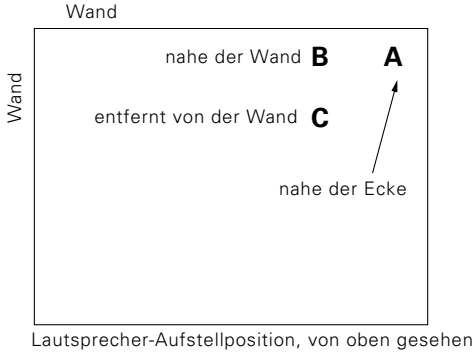 Wand
Wand
nahe der Wand B A
entfernt von der Wand C
nahe der Ecke
Lautsprecher-Aufstellposition, von oben gesehen